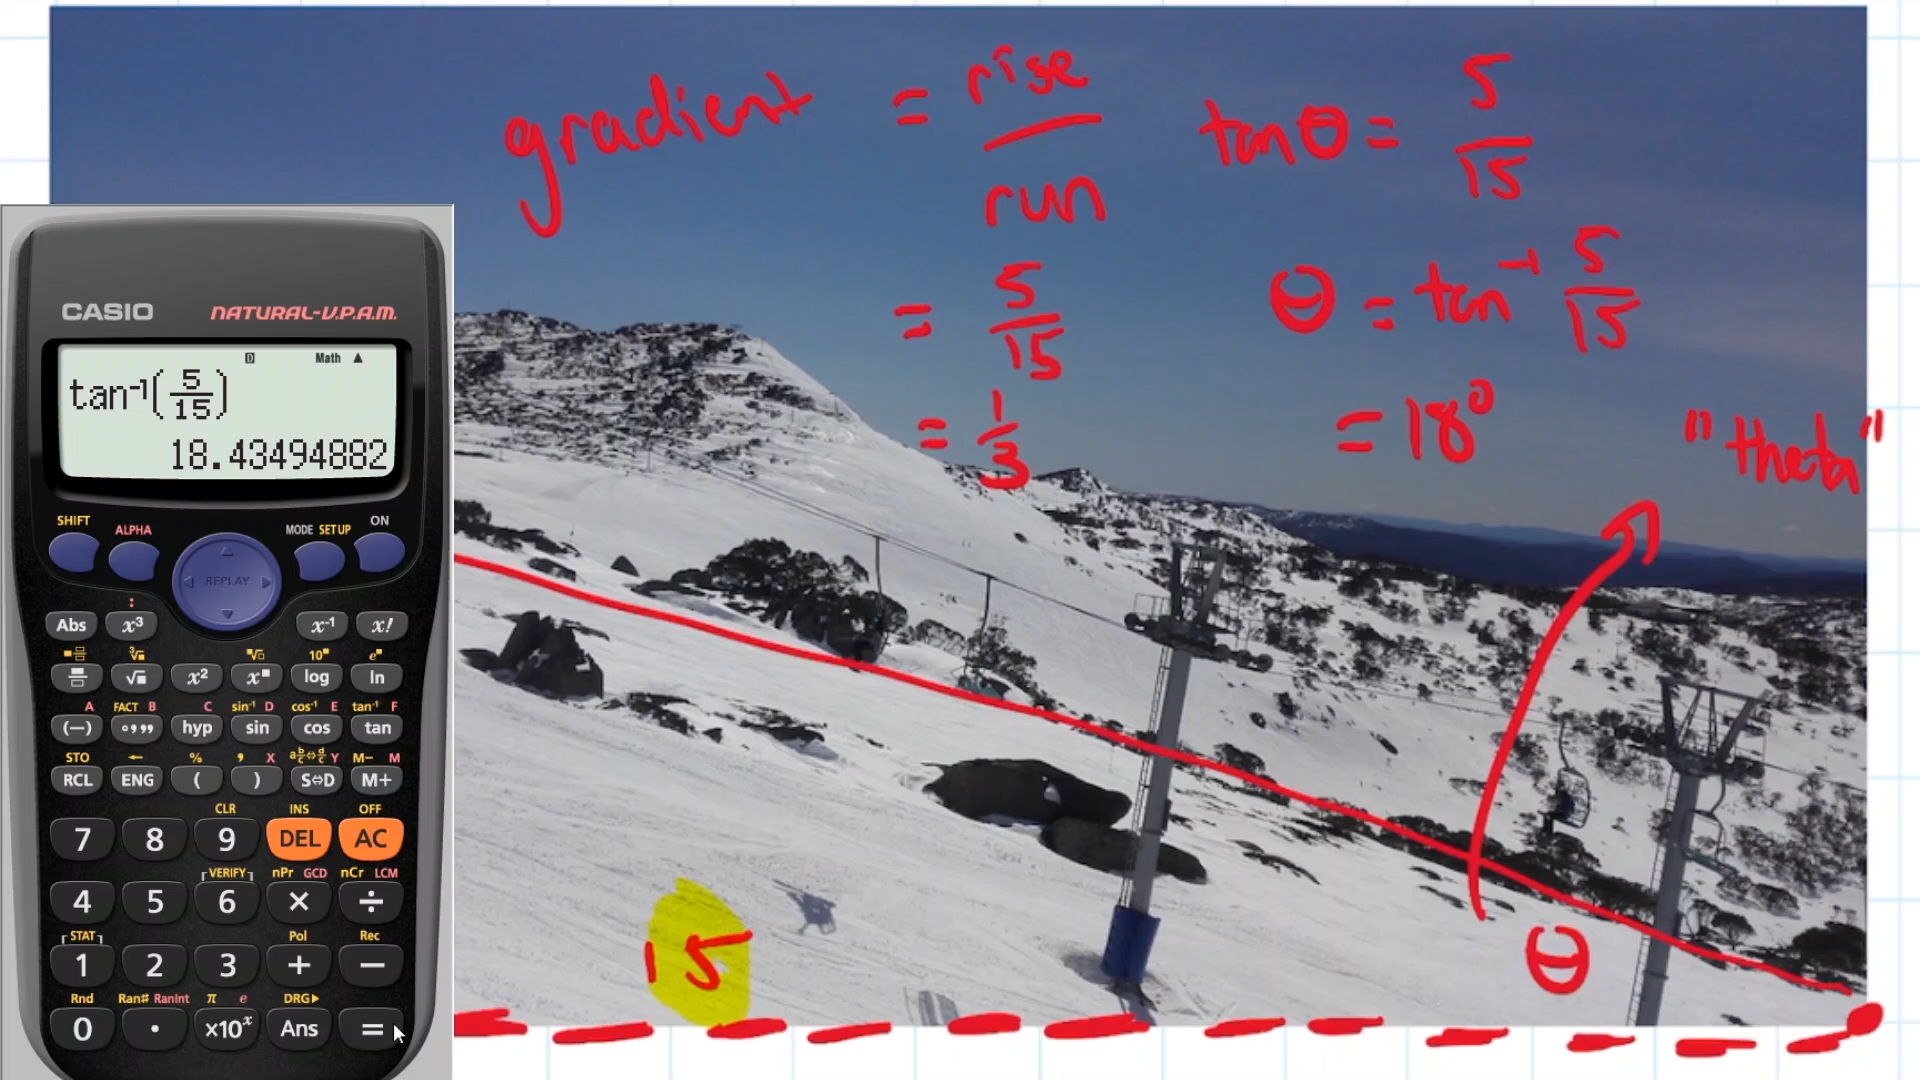 gradient = rise / run
= 5/15
= 1/3
tan θ = 5/15
θ = tan⁻¹ 5/15
= 18°
"theta"
θ
15
CASIO NATURAL-V.P.A.M.
D Math ▲
tan⁻¹(5/15)
18.43494882
SHIFT ALPHA MODE SETUP ON
REPLAY
:
Abs x³ x⁻¹ x!
³√ ˣ√ 10ˣ eˣ
√ x² x^ log ln
A FACT B C sin⁻¹ D cos⁻¹ E tan⁻¹ F
(−) ° ' '' hyp sin cos tan
STO ← % , X a b/c⇔d/c Y M− M
RCL ENG ( ) S⇔D M+
CLR INS OFF
7 8 9 DEL AC
VERIFY nPr GCD nCr LCM
4 5 6 × ÷
STAT Pol Rec
1 2 3 + −
Rnd Ran# RanInt π e DRG▶
0 . ×10ˣ Ans =